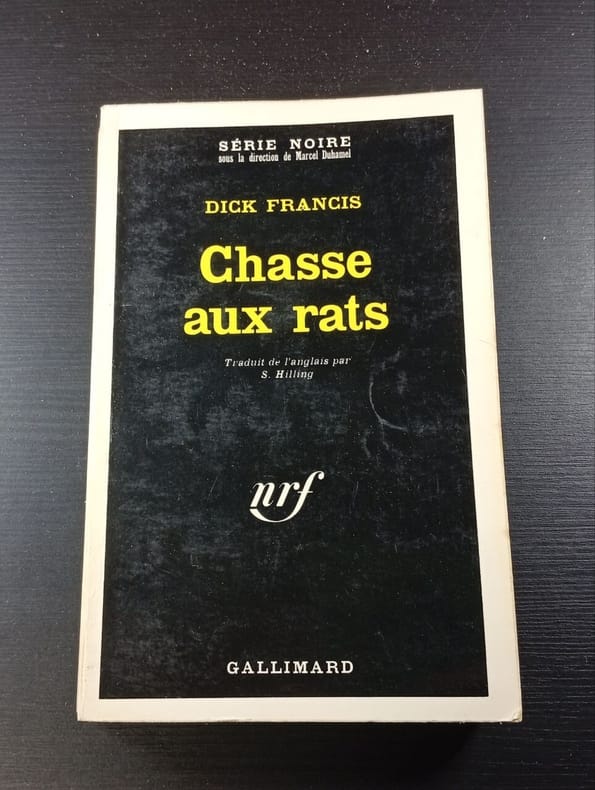 SÉRIE NOIRE
sous la direction de Marcel Duhamel
DICK FRANCIS
Chasse
aux rats
Traduit de l'anglais par
S. Hilling
nrf
GALLIMARD